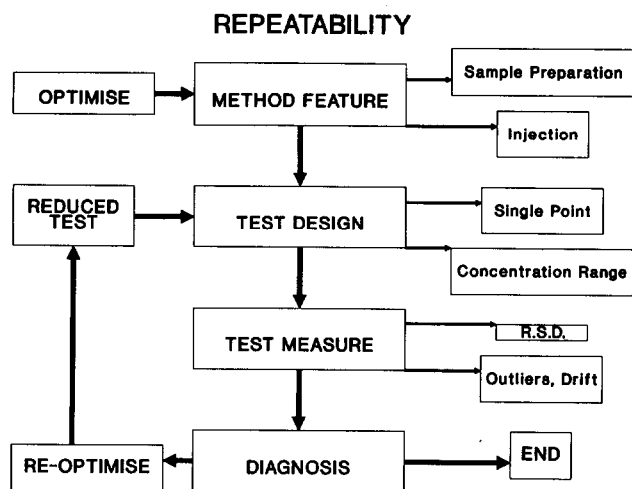 REPEATABILITY
OPTIMISE
METHOD FEATURE
Sample Preparation
Injection
REDUCED
TEST
TEST DESIGN
Single Point
Concentration Range
TEST MEASURE
R.S.D.
Outliers, Drift
RE-OPTIMISE
DIAGNOSIS
END